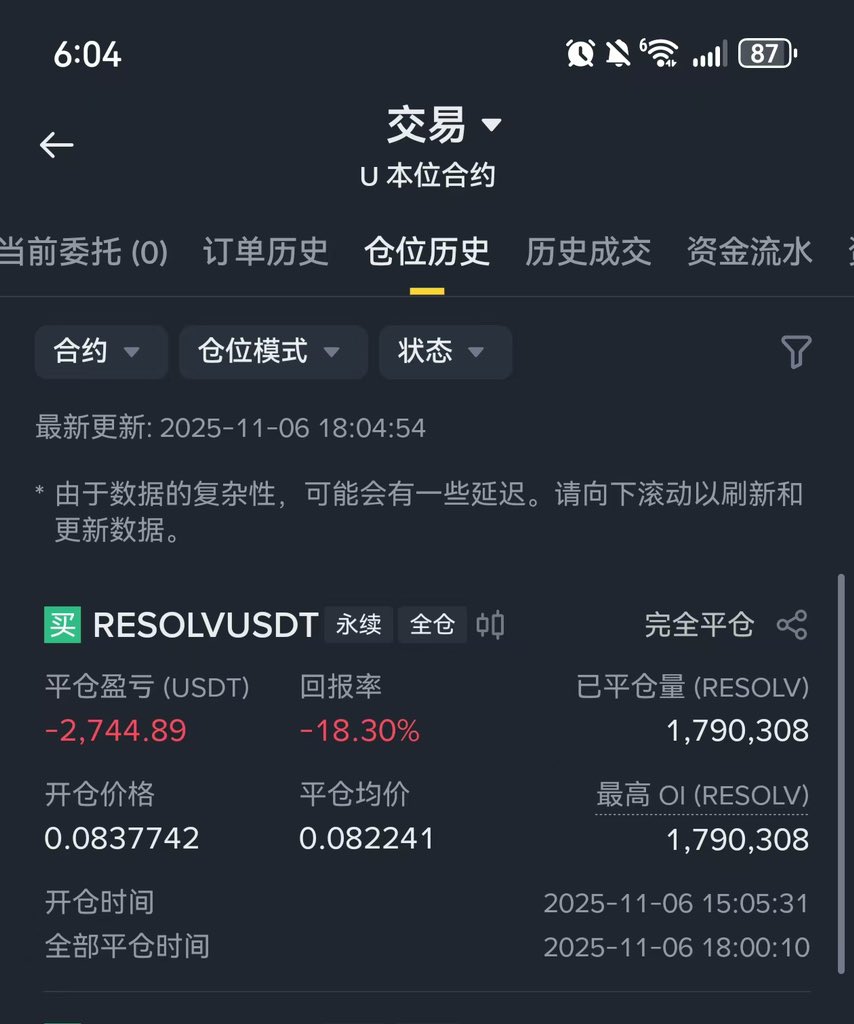 6:04
6
87
交易
U 本位合约
当前委托 (0) 订单历史 仓位历史 历史成交 资金流水
合约 仓位模式 状态
最新更新: 2025-11-06 18:04:54
* 由于数据的复杂性，可能会有一些延迟。请向下滚动以刷新和
更新数据。
买 RESOLVUSDT 永续 全仓 完全平仓
平仓盈亏 (USDT) 回报率 已平仓量 (RESOLV)
-2,744.89 -18.30% 1,790,308
开仓价格 平仓均价 最高 OI (RESOLV)
0.0837742 0.082241 1,790,308
开仓时间 2025-11-06 15:05:31
全部平仓时间 2025-11-06 18:00:10